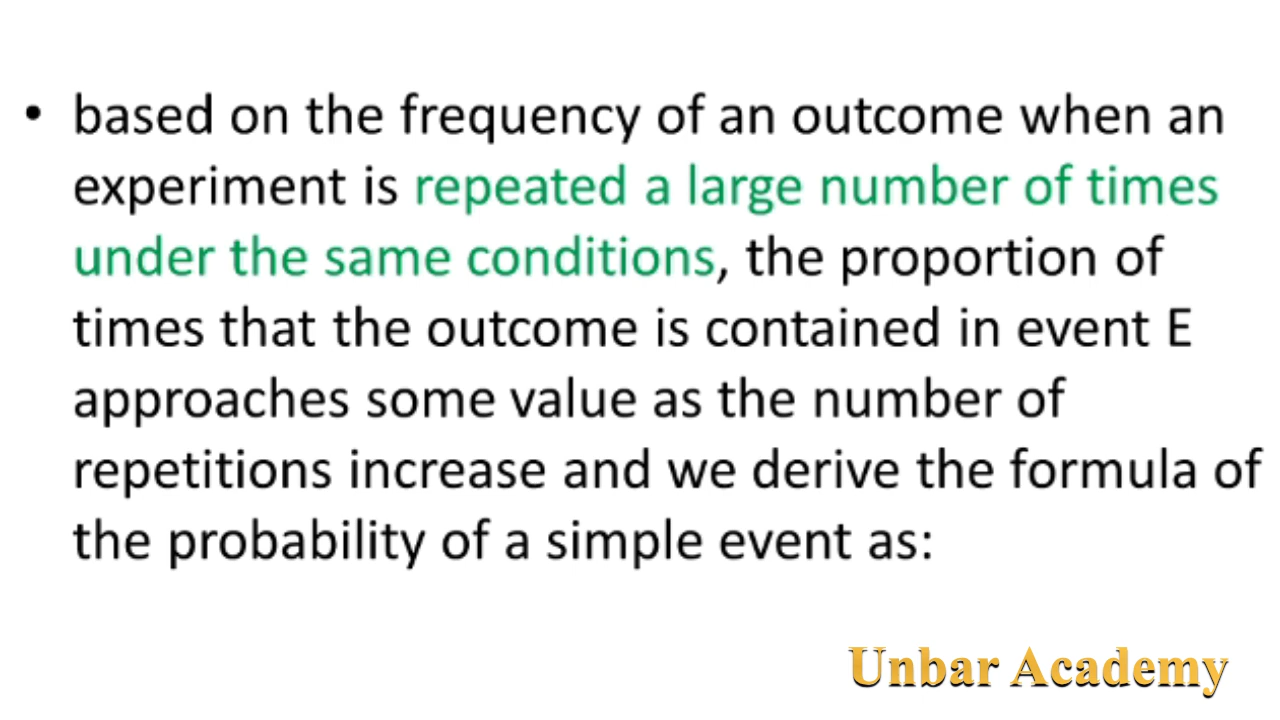 • based on the frequency of an outcome when an
experiment is repeated a large number of times
under the same conditions, the proportion of
times that the outcome is contained in event E
approaches some value as the number of
repetitions increase and we derive the formula of
the probability of a simple event as:
Unbar Academy